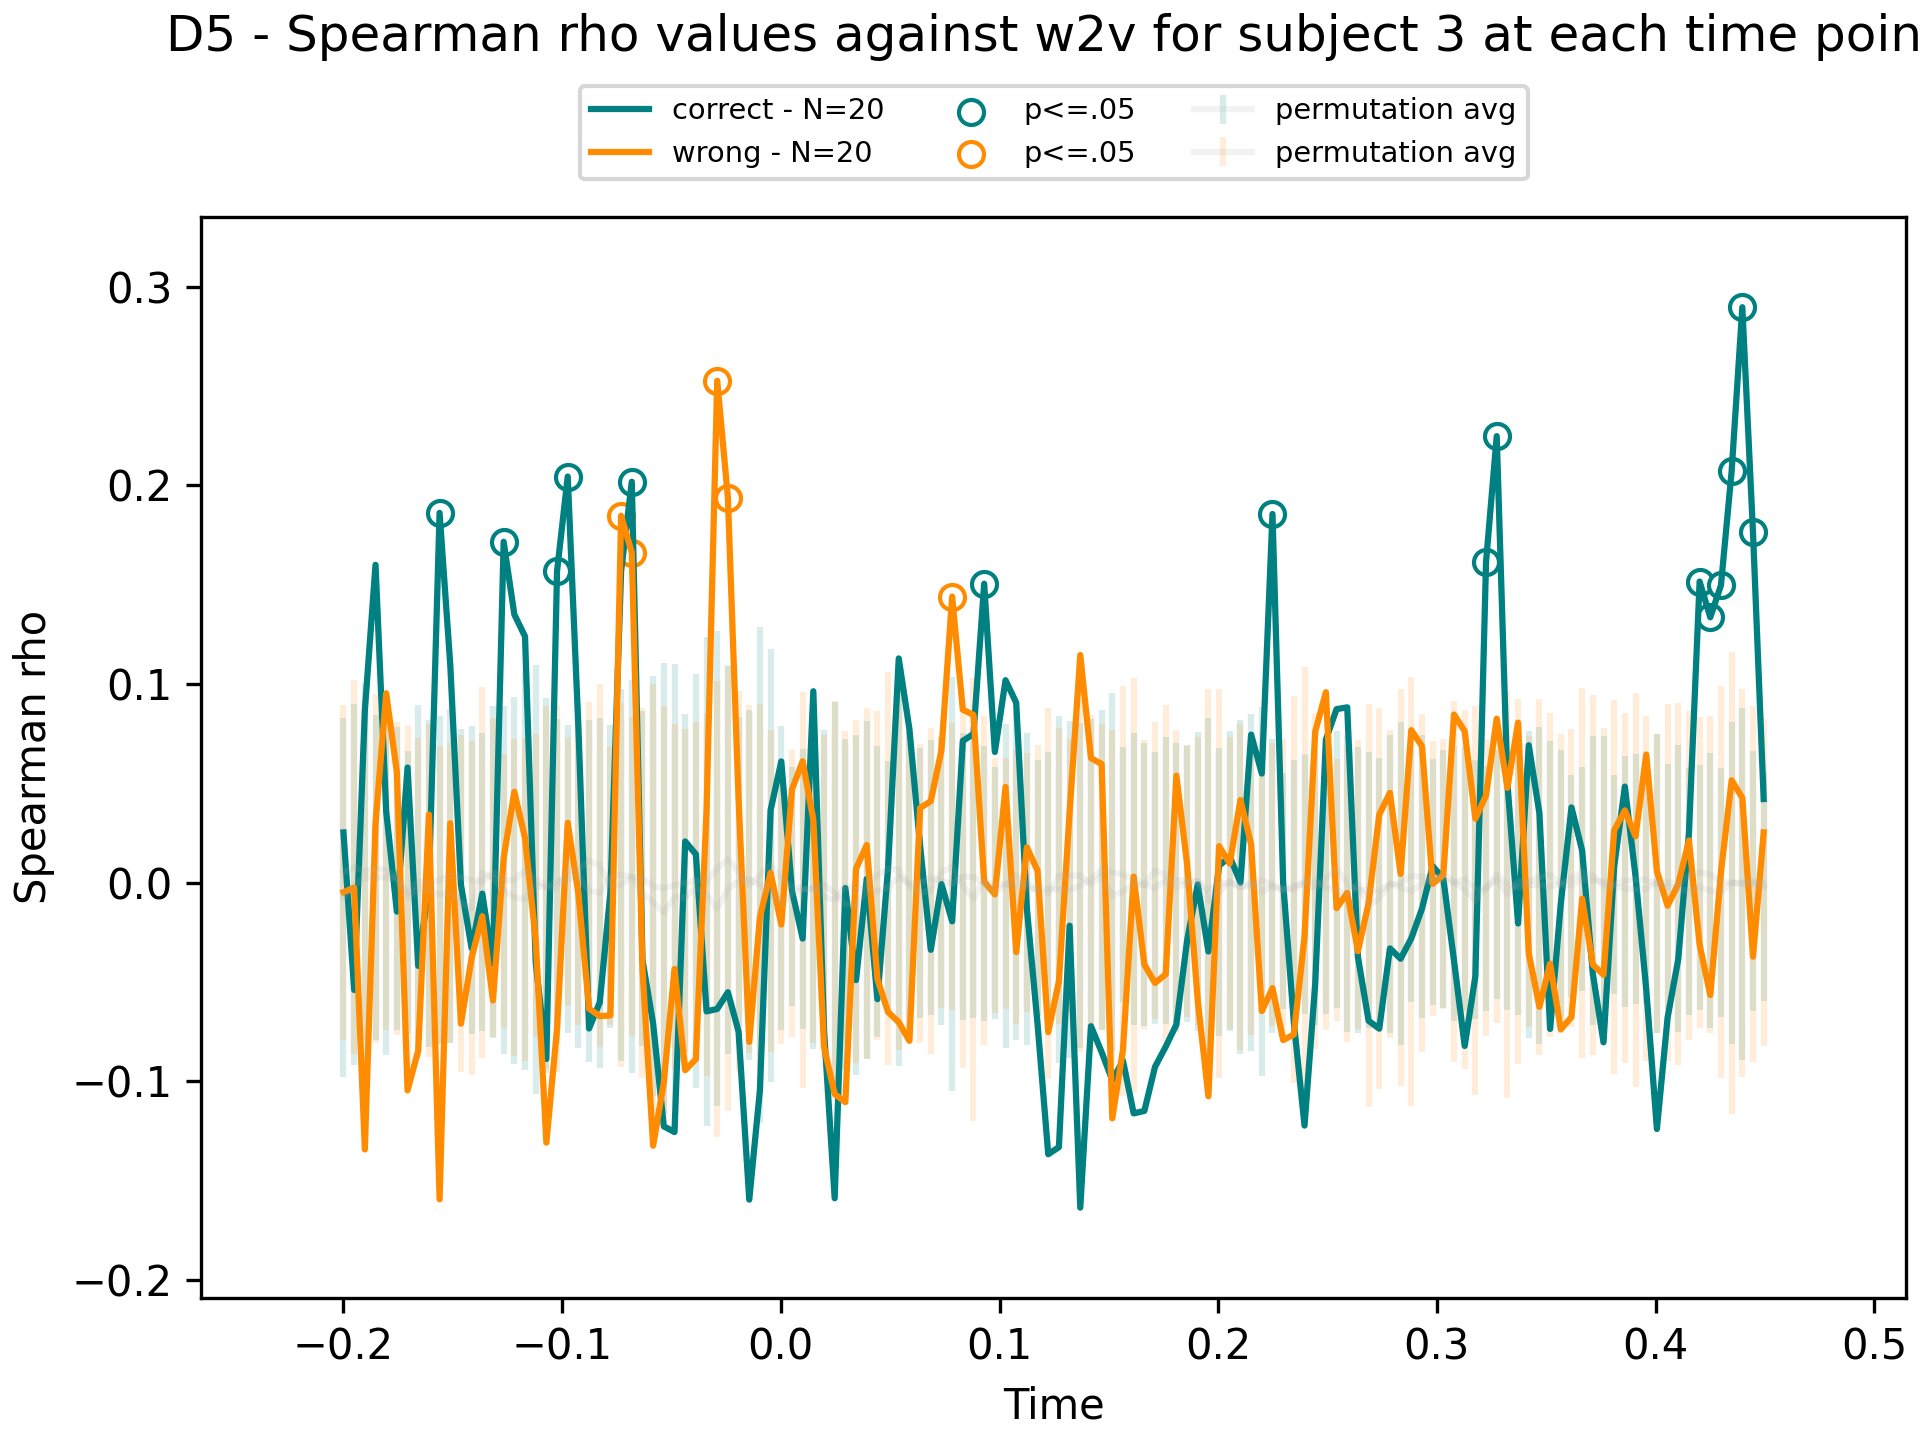 D5 - Spearman rho values against w2v for subject 3 at each time poin
correct - N=20
wrong - N=20
p<=.05
p<=.05
permutation avg
permutation avg
Spearman rho
0.3
0.2
0.1
0.0
−0.1
−0.2
−0.2
−0.1
0.0
0.1
0.2
0.3
0.4
0.5
Time